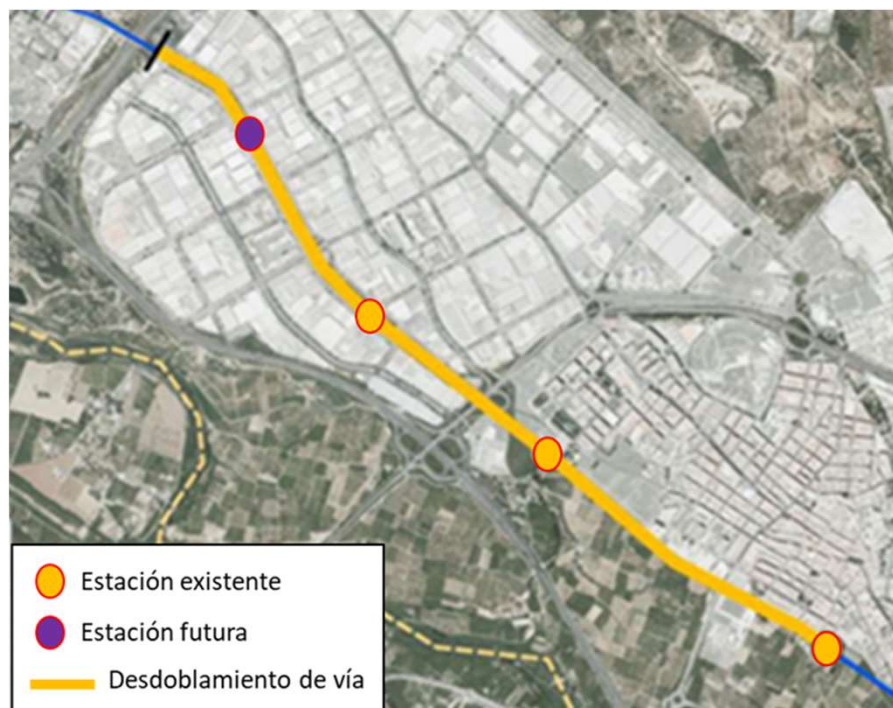 Estación existente
Estación futura
Desdoblamiento de vía